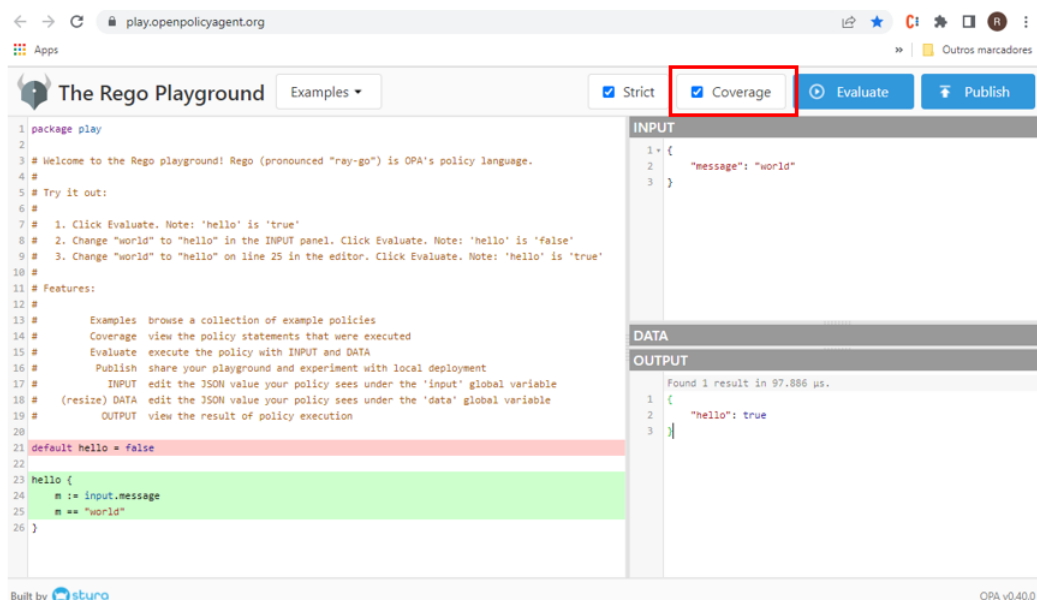 play.openpolicyagent.org
R
Apps
» Outros marcadores
The Rego Playground Examples Strict Coverage Evaluate Publish
1 package play
2
3 # Welcome to the Rego playground! Rego (pronounced "ray-go") is OPA's policy language.
4 #
5 # Try it out:
6 #
7 #   1. Click Evaluate. Note: 'hello' is 'true'
8 #   2. Change "world" to "hello" in the INPUT panel. Click Evaluate. Note: 'hello' is 'false'
9 #   3. Change "world" to "hello" on line 25 in the editor. Click Evaluate. Note: 'hello' is 'true'
10 #
11 # Features:
12 #
13 #         Examples  browse a collection of example policies
14 #         Coverage  view the policy statements that were executed
15 #         Evaluate  execute the policy with INPUT and DATA
16 #          Publish  share your playground and experiment with local deployment
17 #            INPUT  edit the JSON value your policy sees under the 'input' global variable
18 #    (resize) DATA  edit the JSON value your policy sees under the 'data' global variable
19 #           OUTPUT  view the result of policy execution
20
21 default hello = false
22
23 hello {
24     m := input.message
25     m == "world"
26 }
INPUT
1 {
2     "message": "world"
3 }
DATA
OUTPUT
Found 1 result in 97.886 µs.
1 {
2     "hello": true
3 }
Built by styra
OPA v0.40.0